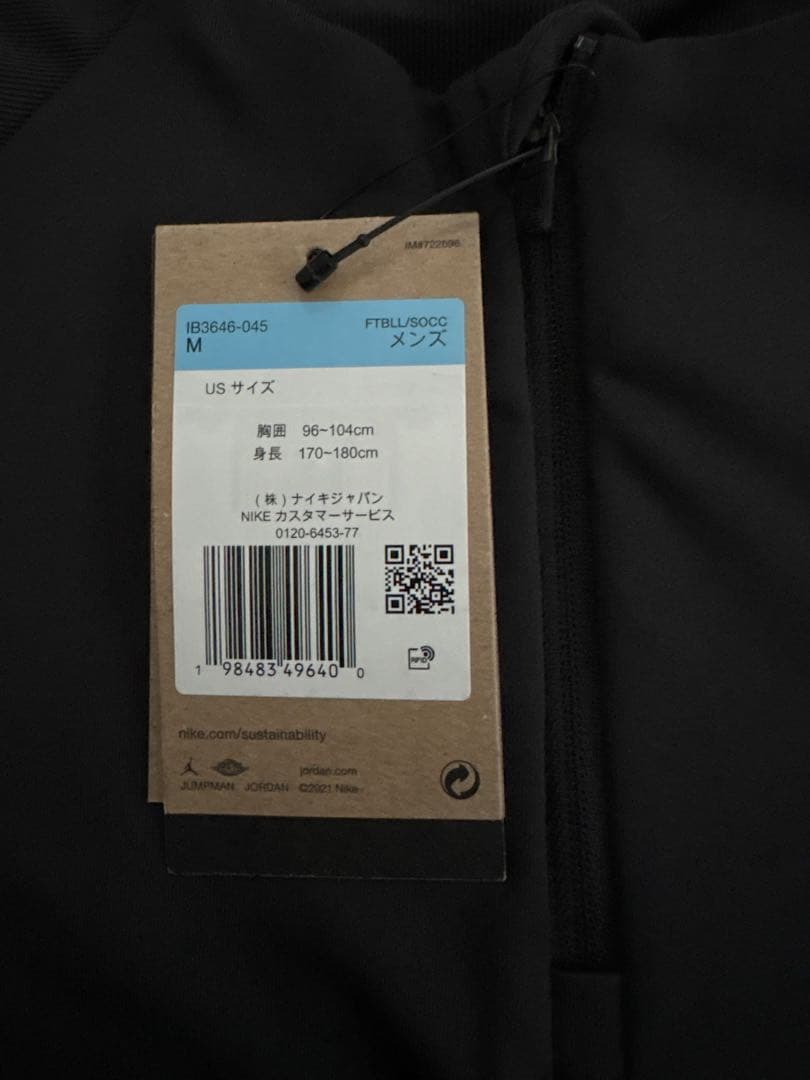 IM#722696
IB3646-045
FTBLL/SOCC
M
メンズ
US サイズ
胸囲 96~104cm
身長 170~180cm
(株)ナイキジャパン
NIKE カスタマーサービス
0120-6453-77
1 98483 49640 0
RFID
nike.com/sustainability
jordan.com
JUMPMAN JORDAN ©2021 Nike